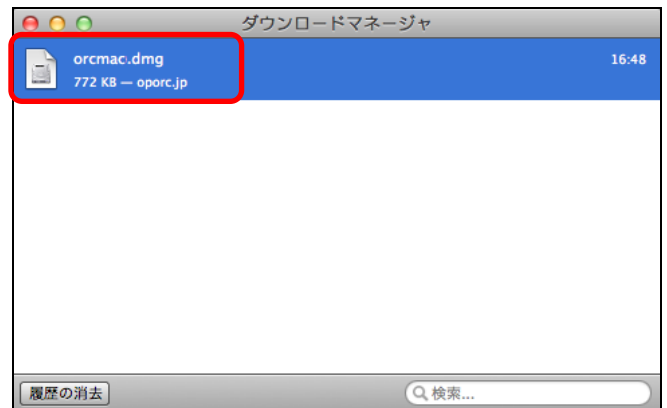 ダウンロードマネージャ
orcmac.dmg
16:48
772 KB — oporc.jp
履歴の消去
検索...